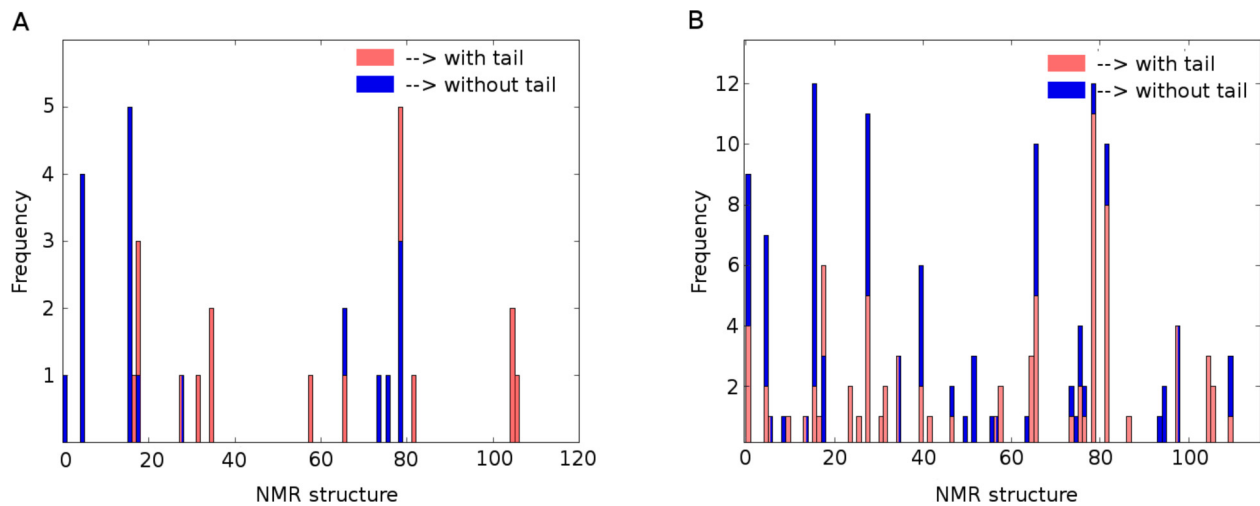 A
--> with tail
--> without tail
5
4
3
2
1
Frequency
0 20 40 60 80 100 120
NMR structure
B
--> with tail
--> without tail
12
10
8
6
4
2
Frequency
0 20 40 60 80 100
NMR structure